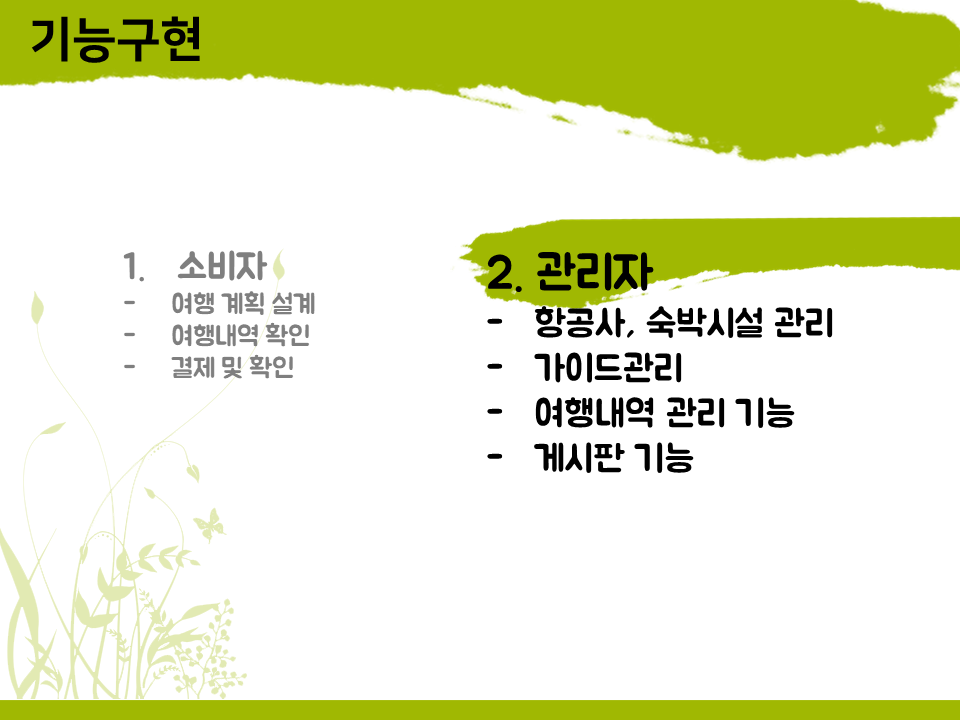 기능구현
1. 소비자
- 여행 계획 설계
- 여행내역 확인
- 결제 및 확인
2. 관리자
- 항공사, 숙박시설 관리
- 가이드관리
- 여행내역 관리 기능
- 게시판 기능